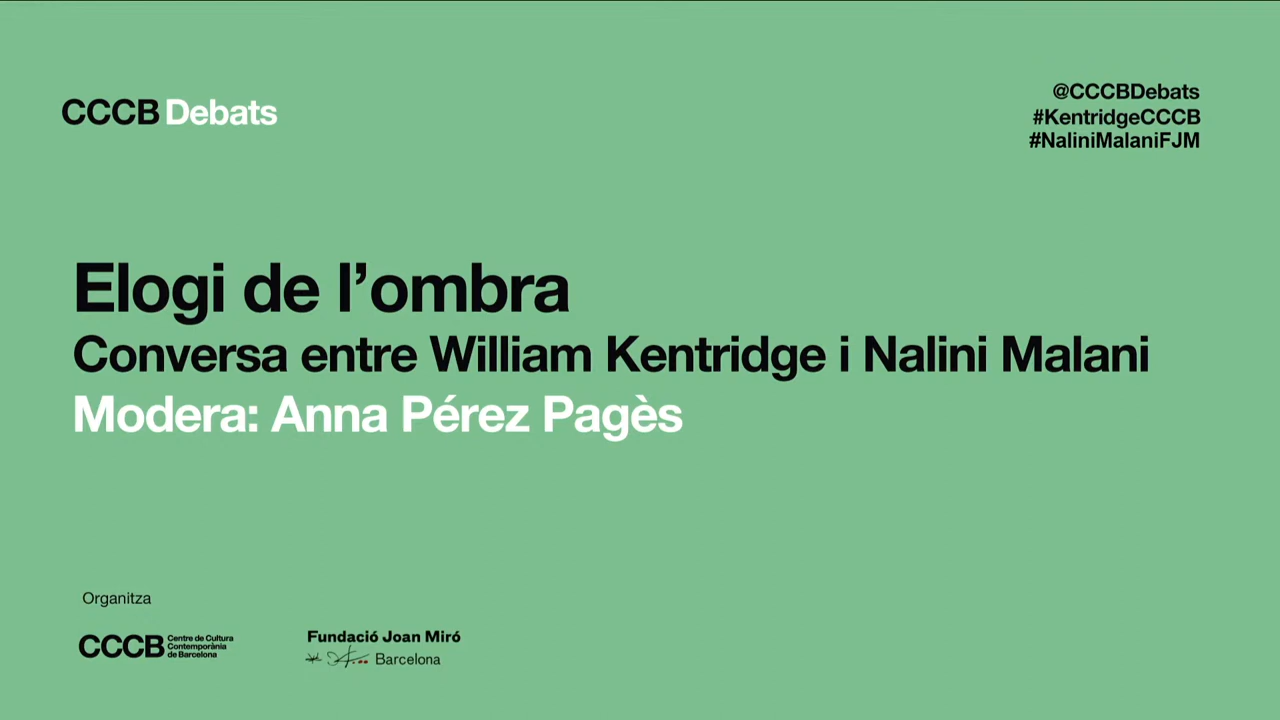 CCCB Debats
@CCCBDebats
#KentridgeCCCB
#NaliniMalaniFJM
Elogi de l’ombra
Conversa entre William Kentridge i Nalini Malani
Modera: Anna Pérez Pagès
Organitza
CCCB Centre de Cultura
Contemporània
de Barcelona
Fundació Joan Miró
Barcelona